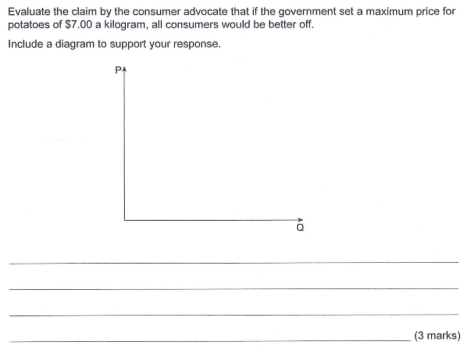 Evaluate the claim by the consumer advocate that if the government set a maximum price for
potatoes of $7.00 a kilogram, all consumers would be better off.
Include a diagram to support your response.
P
Q
(3 marks)